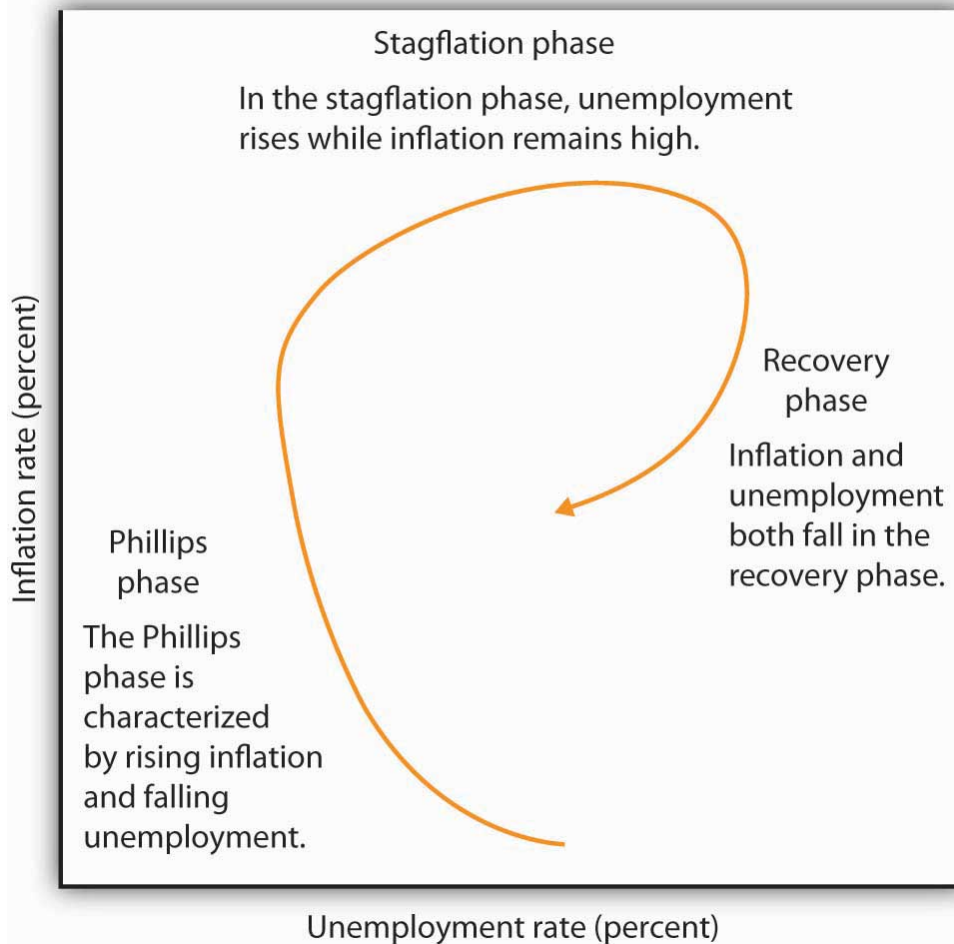 Stagflation phase
In the stagflation phase, unemployment
rises while inflation remains high.
Inflation rate (percent)
Recovery
phase
Inflation and
unemployment
both fall in the
recovery phase.
Phillips
phase
The Phillips
phase is
characterized
by rising inflation
and falling
unemployment.
Unemployment rate (percent)